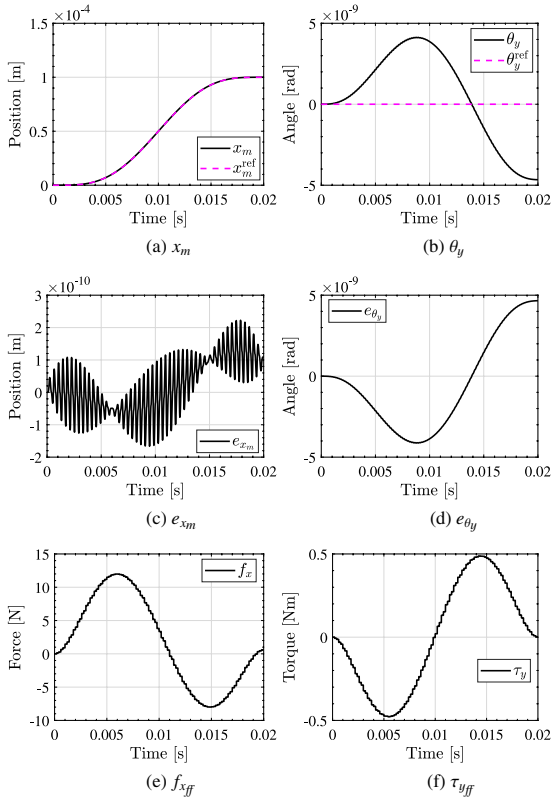 ×10⁻⁴
1.5
1
0.5
0
Position [m]
x_m
x_m^ref
0 0.005 0.01 0.015 0.02
Time [s]
(a) x_m
×10⁻⁹
5
0
-5
Angle [rad]
θ_y
θ_y^ref
0 0.005 0.01 0.015 0.02
Time [s]
(b) θ_y
×10⁻¹⁰
3
2
1
0
-1
-2
Position [m]
e_{x_m}
0 0.005 0.01 0.015 0.02
Time [s]
(c) e_{x_m}
×10⁻⁹
5
0
-5
Angle [rad]
e_{θ_y}
0 0.005 0.01 0.015 0.02
Time [s]
(d) e_{θ_y}
15
10
5
0
-5
-10
Force [N]
f_x
0 0.005 0.01 0.015 0.02
Time [s]
(e) f_{x_{ff}}
0.5
0
-0.5
Torque [Nm]
τ_y
0 0.005 0.01 0.015 0.02
Time [s]
(f) τ_{y_{ff}}